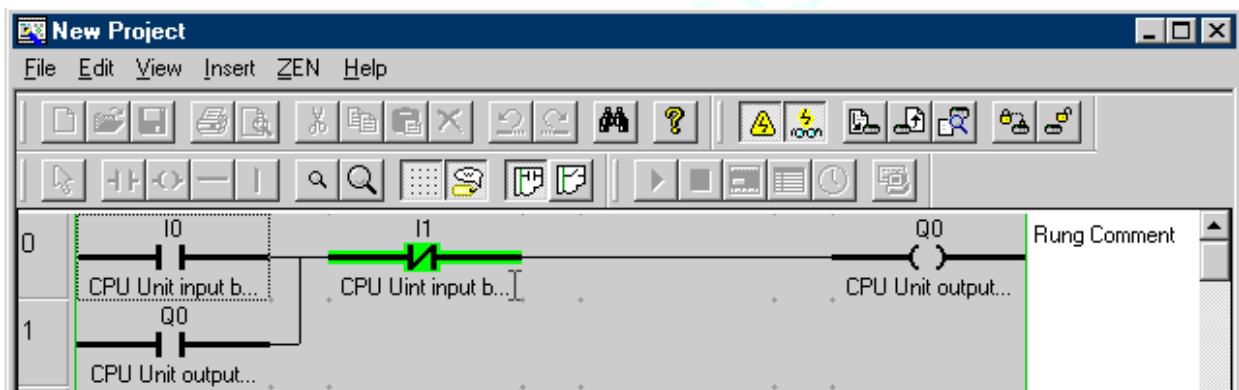 New Project
File Edit View Insert ZEN Help
0
I0
I1
Q0
Rung Comment
CPU Unit input b...
CPU Uint input b...
CPU Unit output...
1
Q0
CPU Unit output...